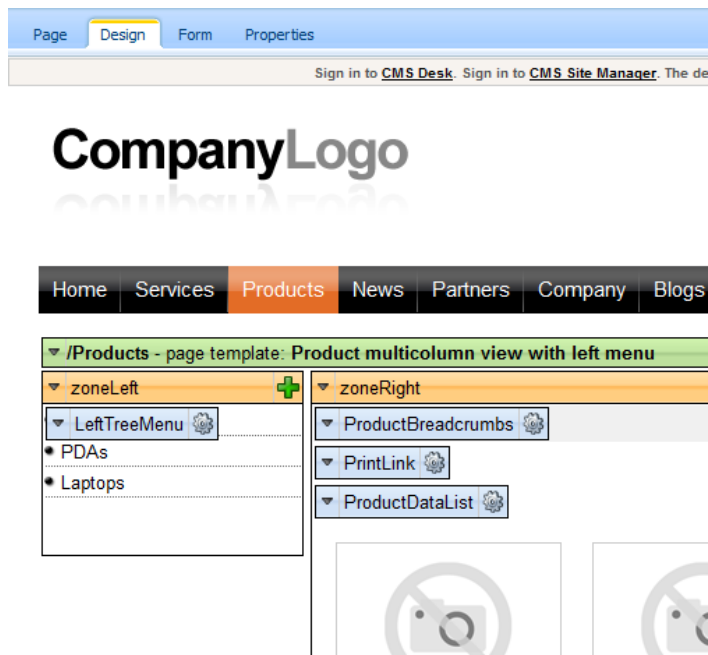 Page Design Form Properties
Sign in to CMS Desk. Sign in to CMS Site Manager. The de
CompanyLogo
Home Services Products News Partners Company Blogs
/Products - page template: Product multicolumn view with left menu
zoneLeft zoneRight
LeftTreeMenu ProductBreadcrumbs
PDAs PrintLink
Laptops ProductDataList